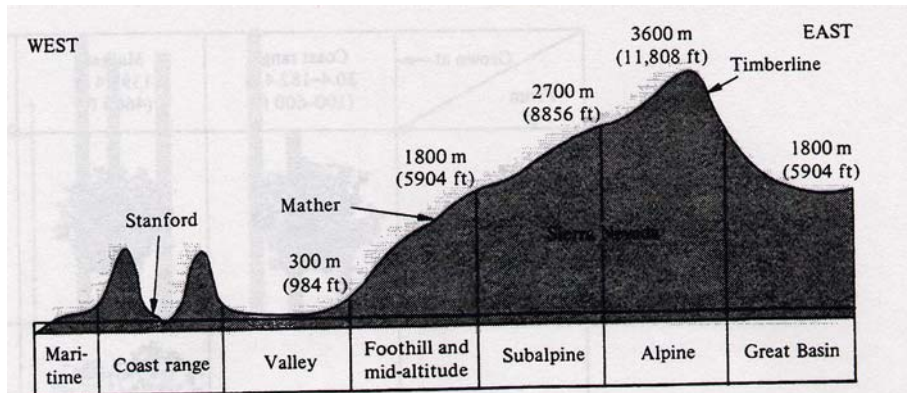 WEST
EAST
3600 m
(11,808 ft)
Timberline
2700 m
(8856 ft)
1800 m
(5904 ft)
1800 m
(5904 ft)
Mather
Stanford
300 m
(984 ft)
Sierra Nevada
Mari-
time
Coast range
Valley
Foothill and
mid-altitude
Subalpine
Alpine
Great Basin